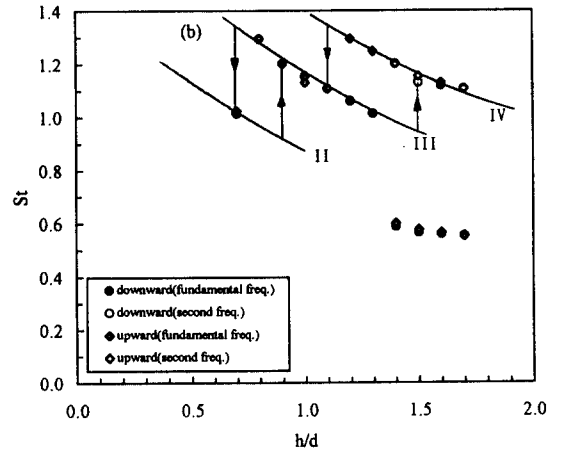 1.4
(b)
1.2
1.0
IV
III
II
0.8
St
0.6
0.4
downward(fundamental freq.)
downward(second freq.)
0.2
upward(fundamental freq.)
upward(second freq.)
0.0
0.0 0.5 1.0 1.5 2.0
h/d